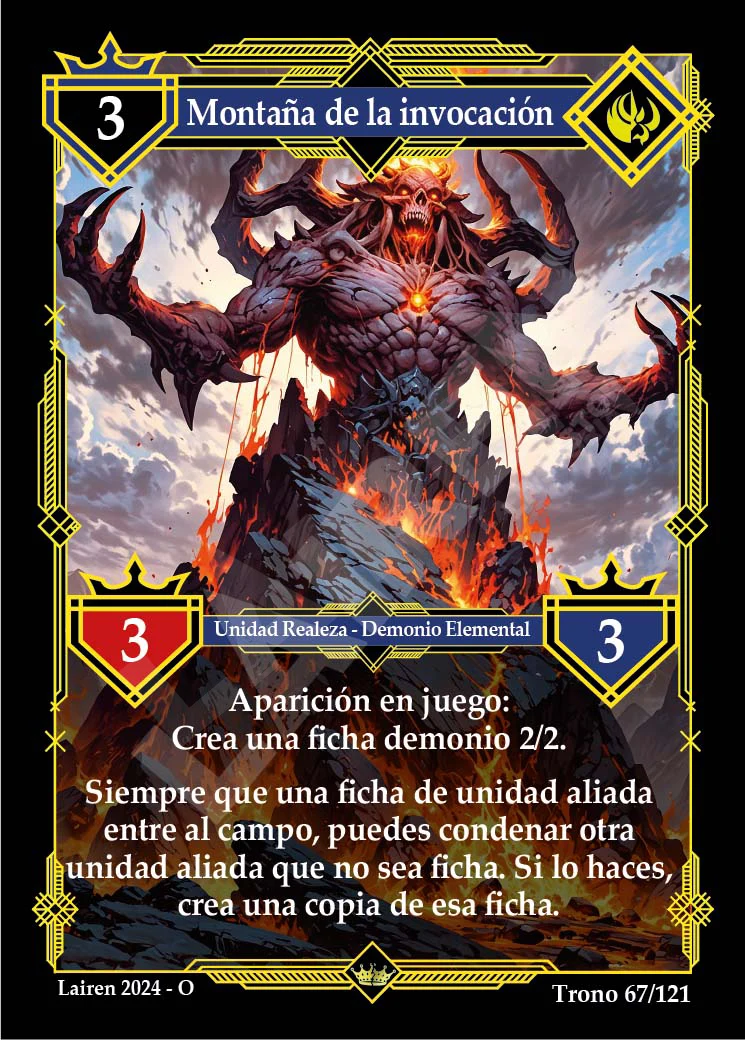 3
Montaña de la invocación
3
Unidad Realeza - Demonio Elemental
3
Aparición en juego:
Crea una ficha demonio 2/2.
Siempre que una ficha de unidad aliada
entre al campo, puedes condenar otra
unidad aliada que no sea ficha. Si lo haces,
crea una copia de esa ficha.
Lairen 2024 - O
Trono 67/121